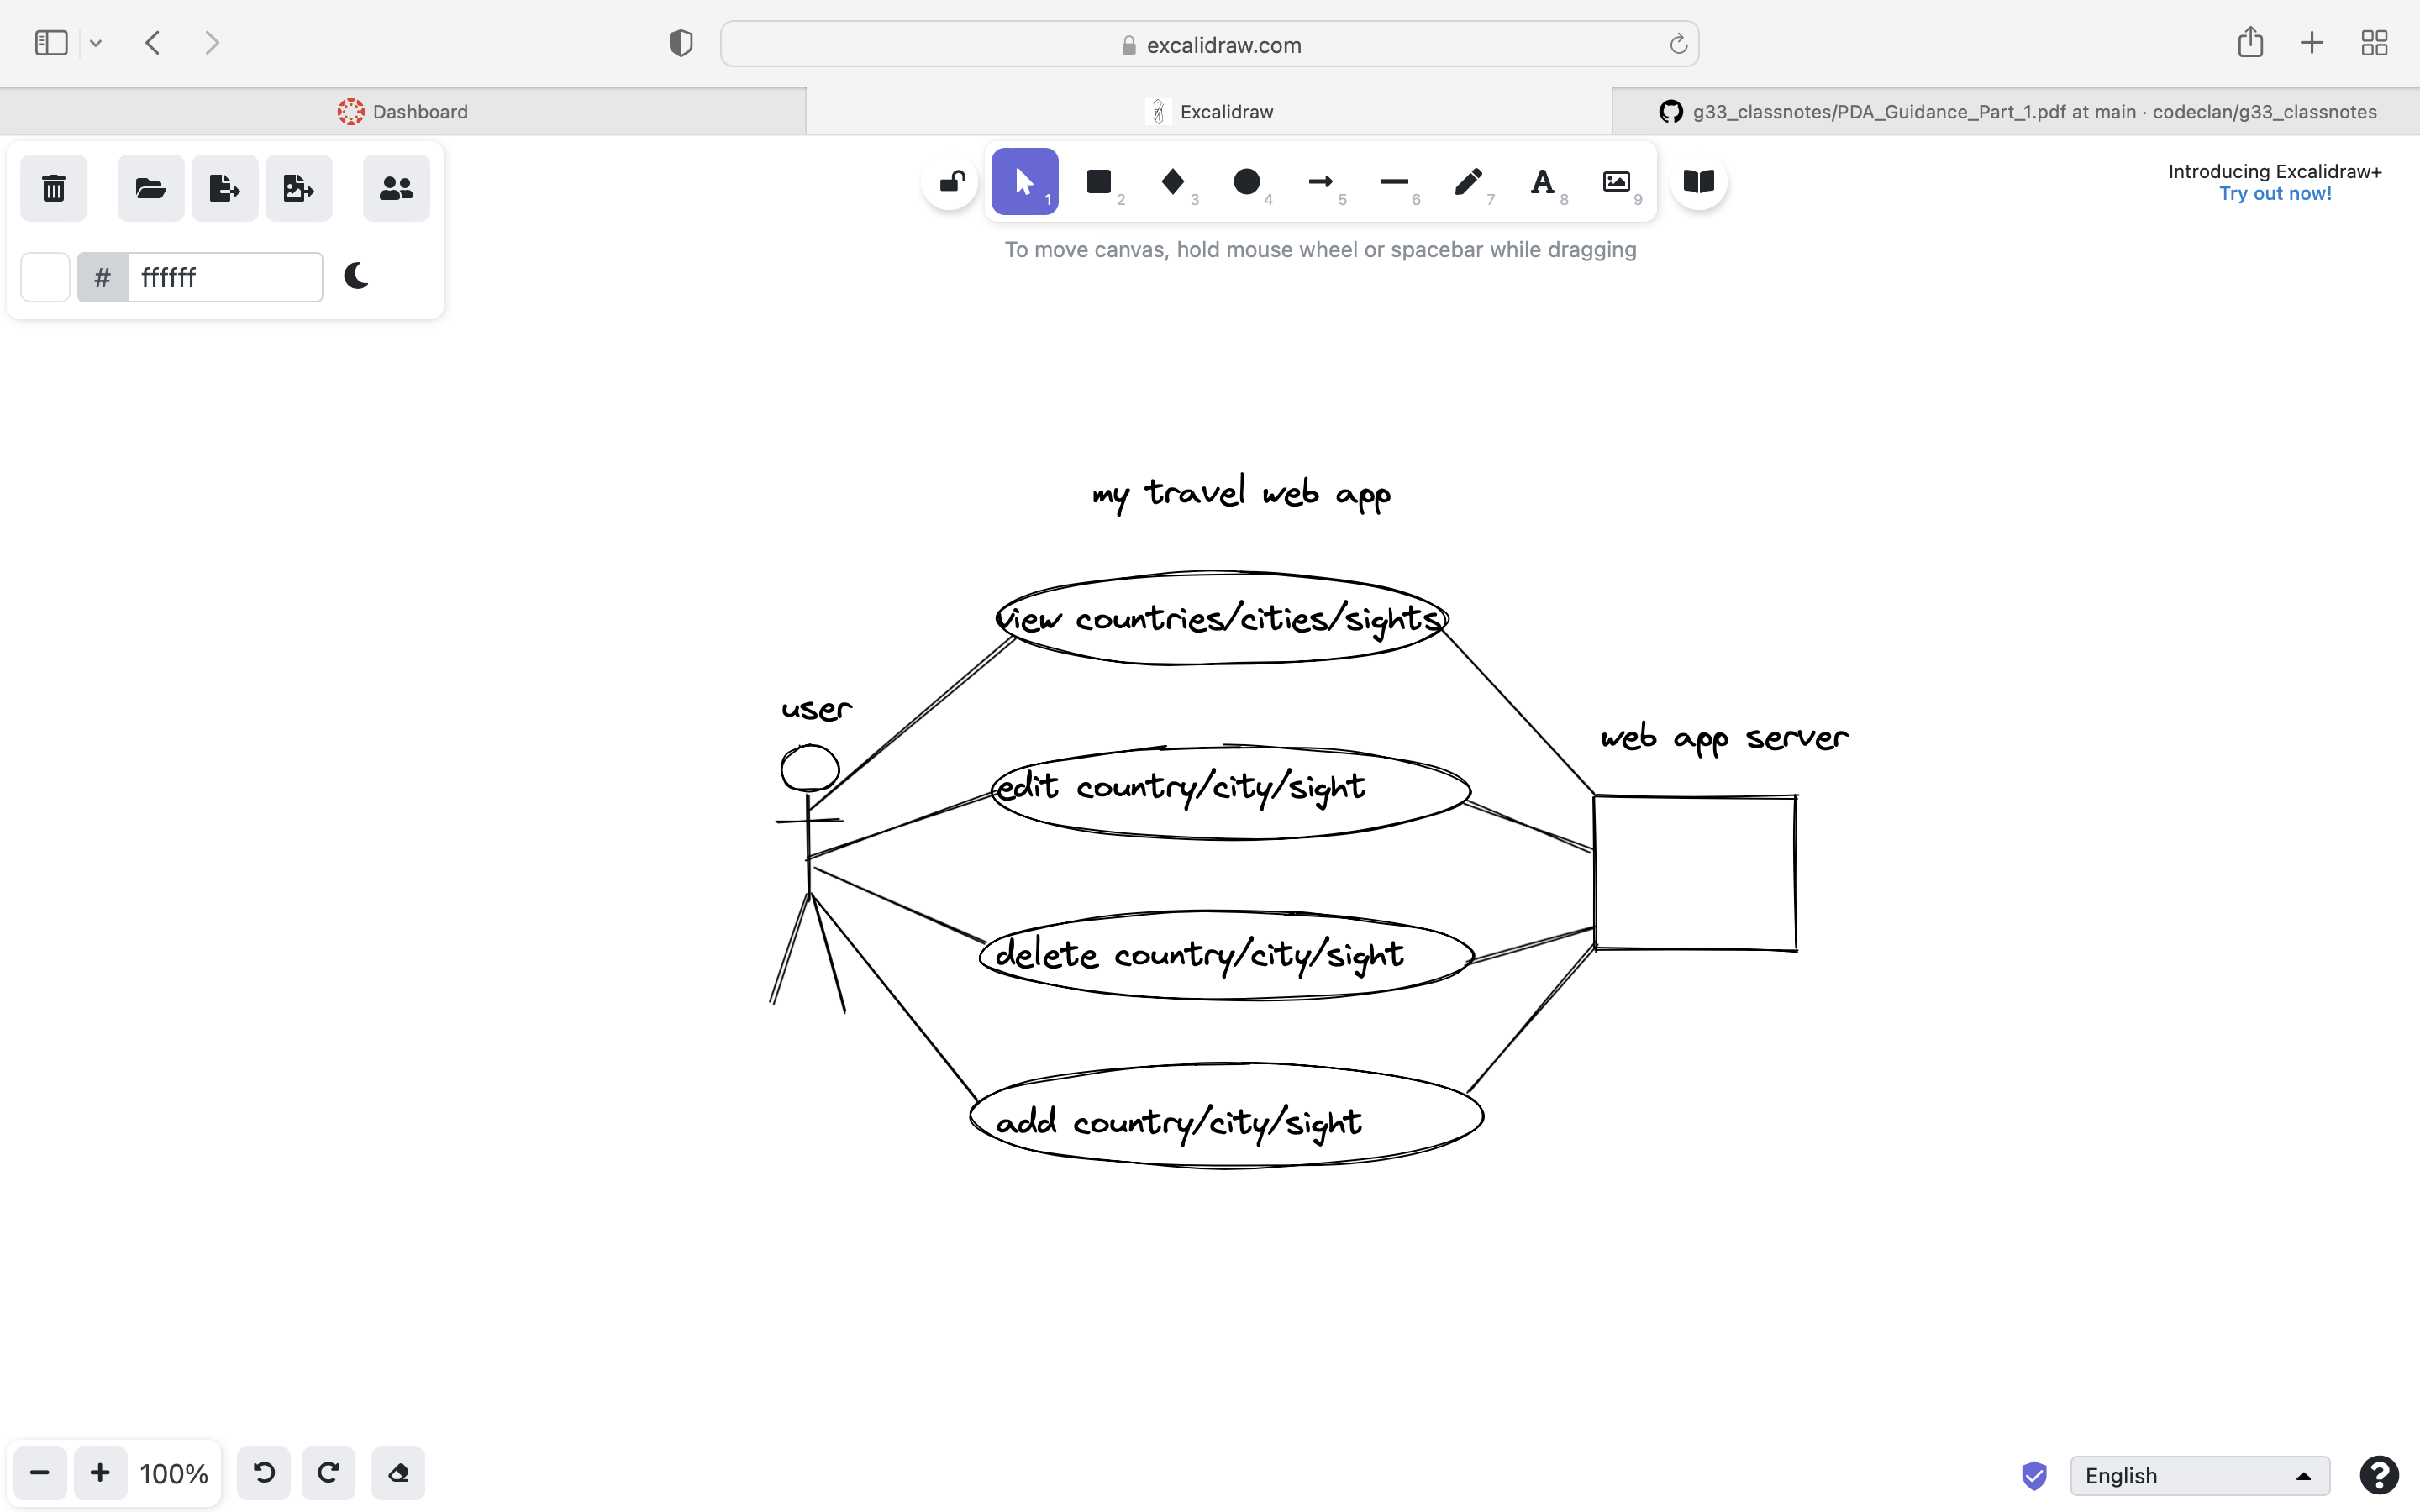 excalidraw.com
Dashboard
Excalidraw
g33_classnotes/PDA_Guidance_Part_1.pdf at main · codeclan/g33_classnotes
1
2
3
4
5
6
7
A 8
9
Introducing Excalidraw+
Try out now!
To move canvas, hold mouse wheel or spacebar while dragging
# ffffff
my travel web app
view countries/cities/sights
user
web app server
edit country/city/sight
delete country/city/sight
add country/city/sight
100%
English